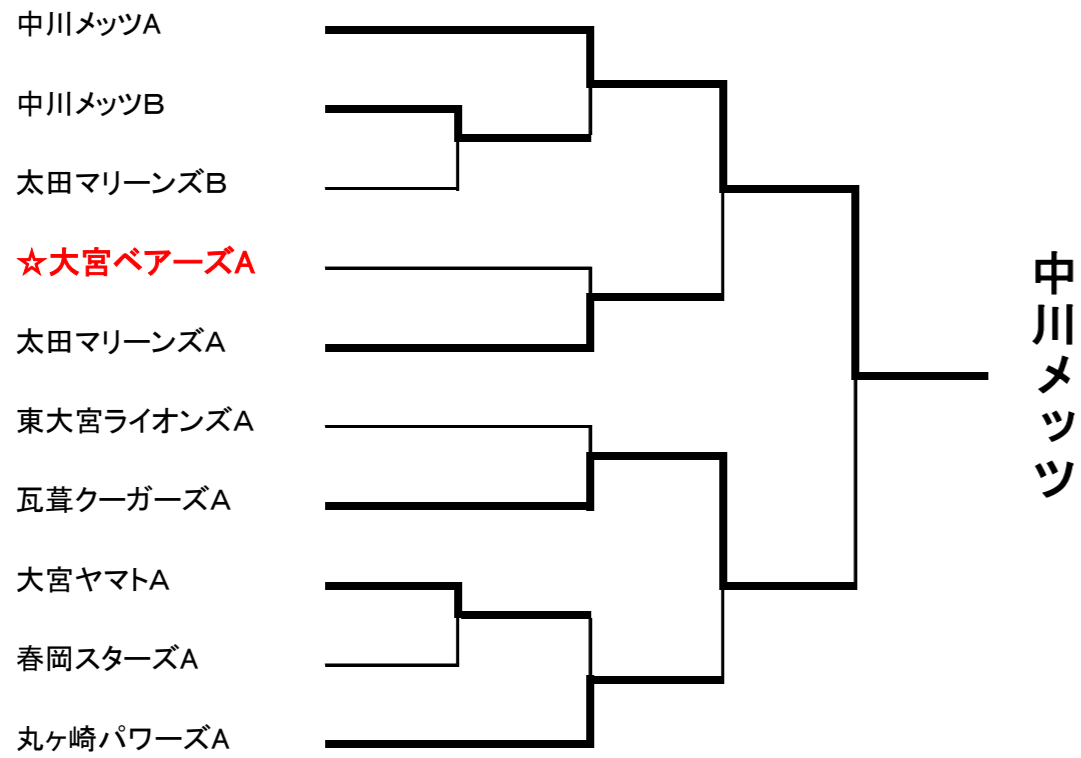 中川メッツA
中川メッツB
太田マリーンズB
☆大宮ベアーズA
太田マリーンズA
東大宮ライオンズA
瓦葺クーガーズA
大宮ヤマトA
春岡スターズA
丸ヶ崎パワーズA
中川メッツ